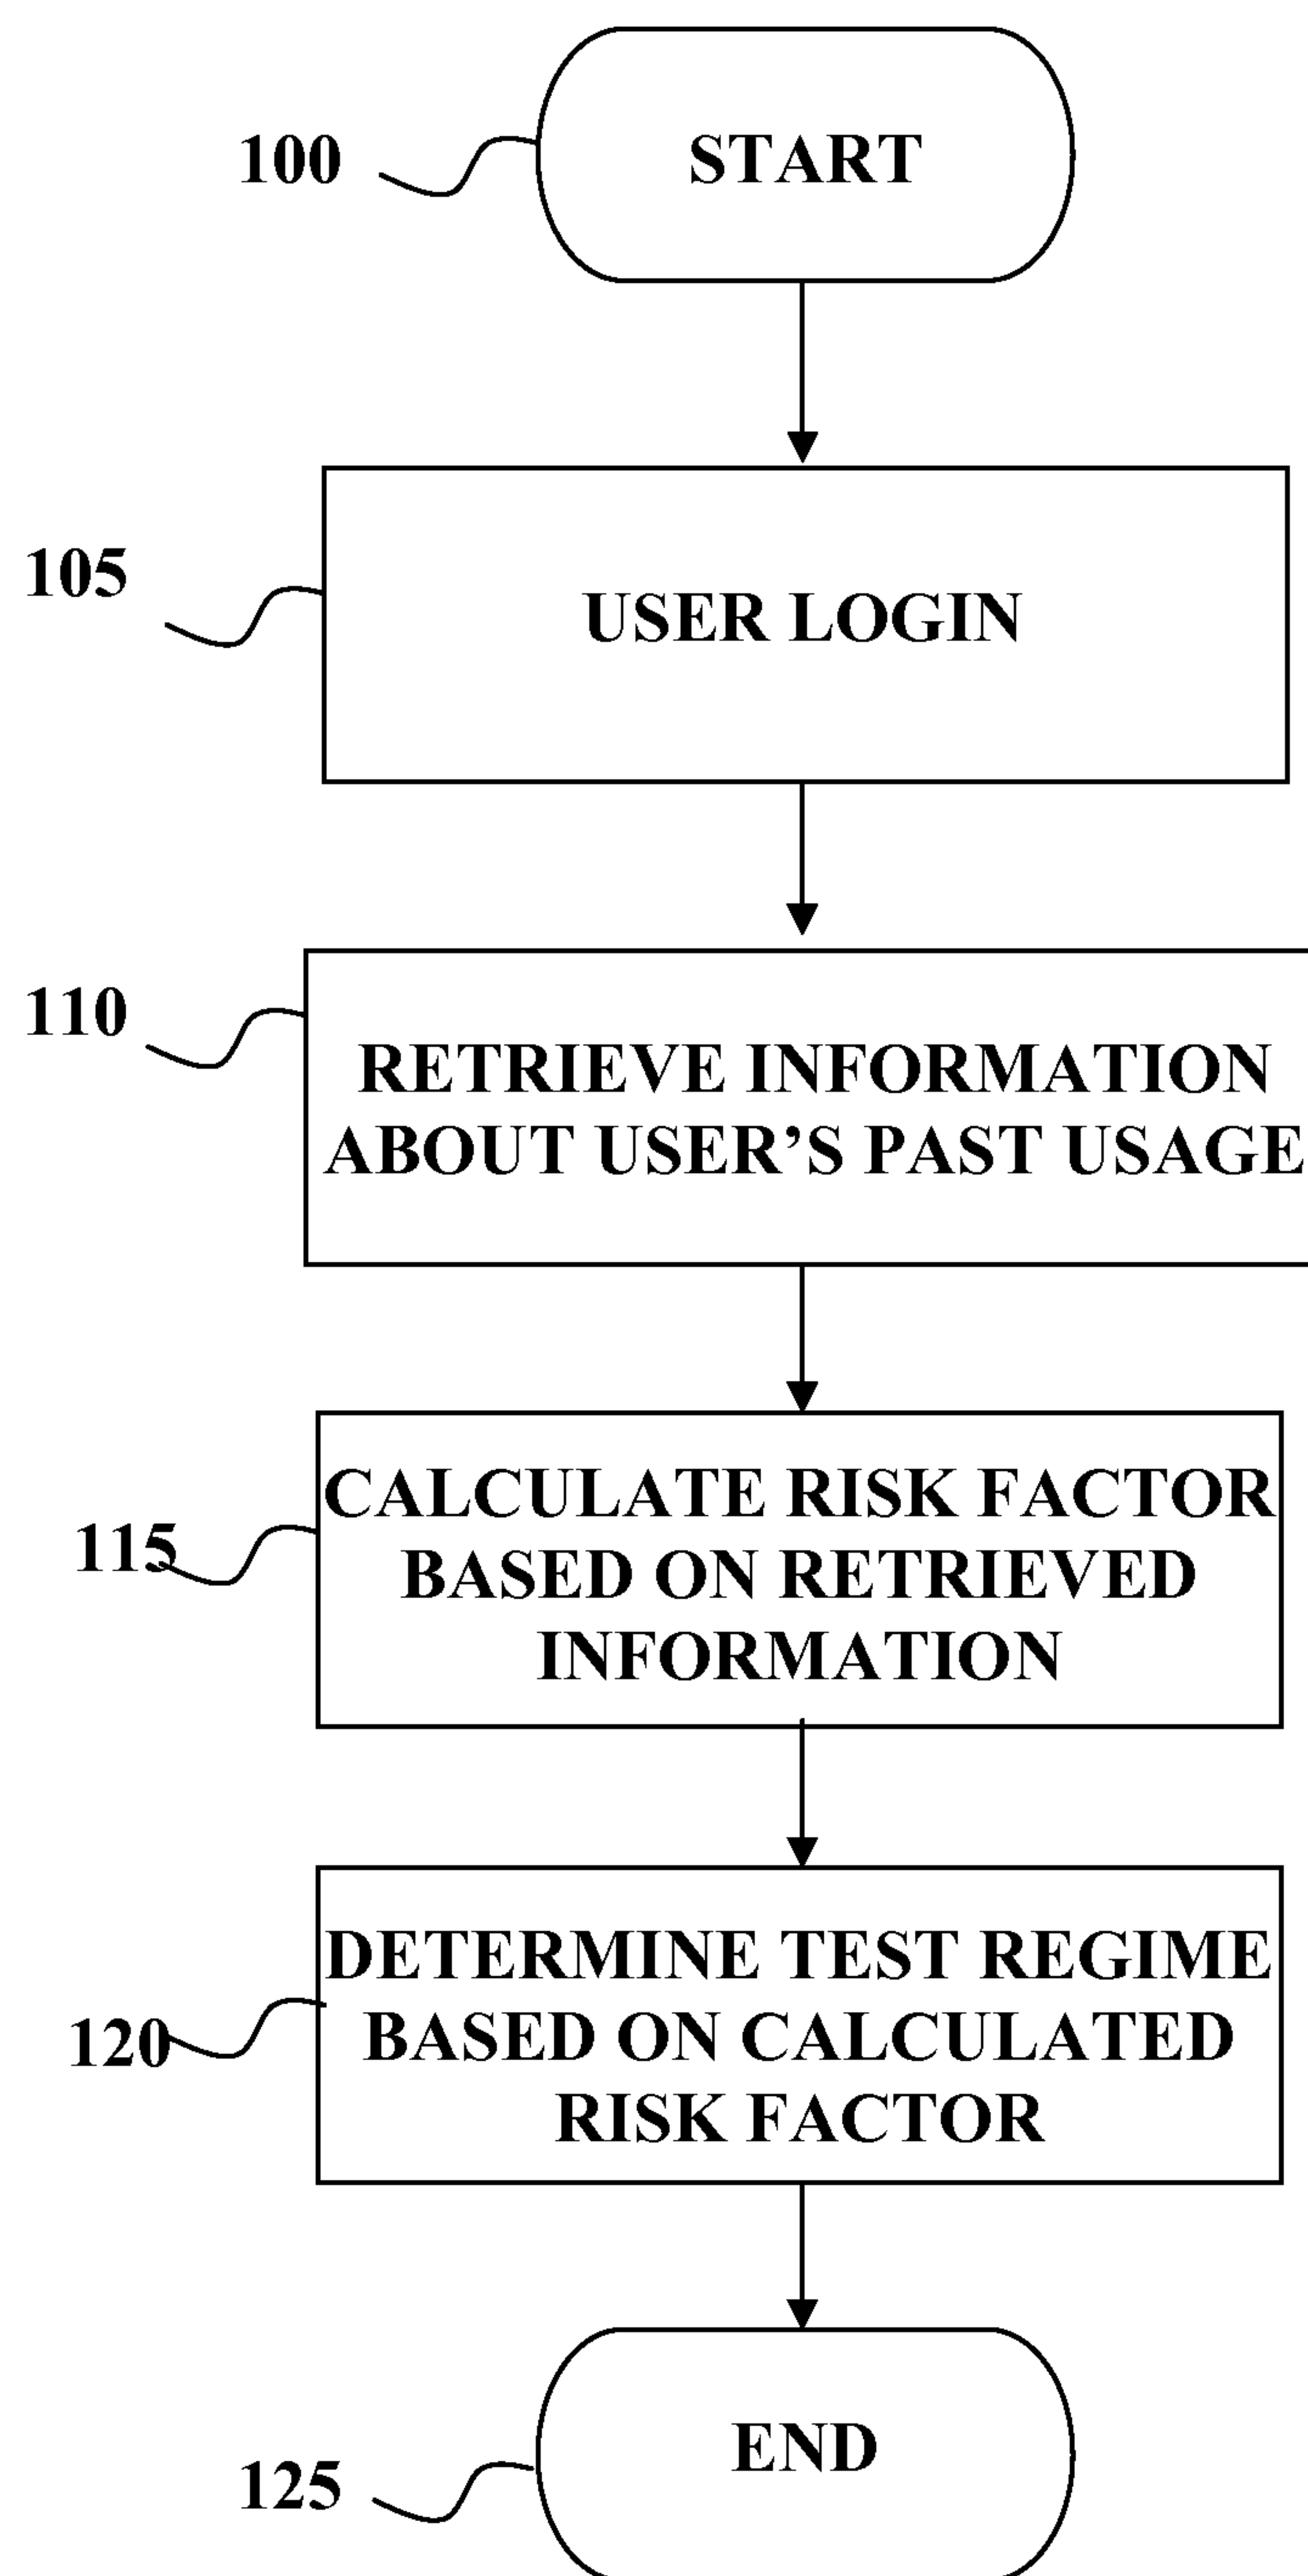 100
START
105
USER LOGIN
110
RETRIEVE INFORMATION
ABOUT USER’S PAST USAGE
115
CALCULATE RISK FACTOR
BASED ON RETRIEVED
INFORMATION
120
DETERMINE TEST REGIME
BASED ON CALCULATED
RISK FACTOR
125
END